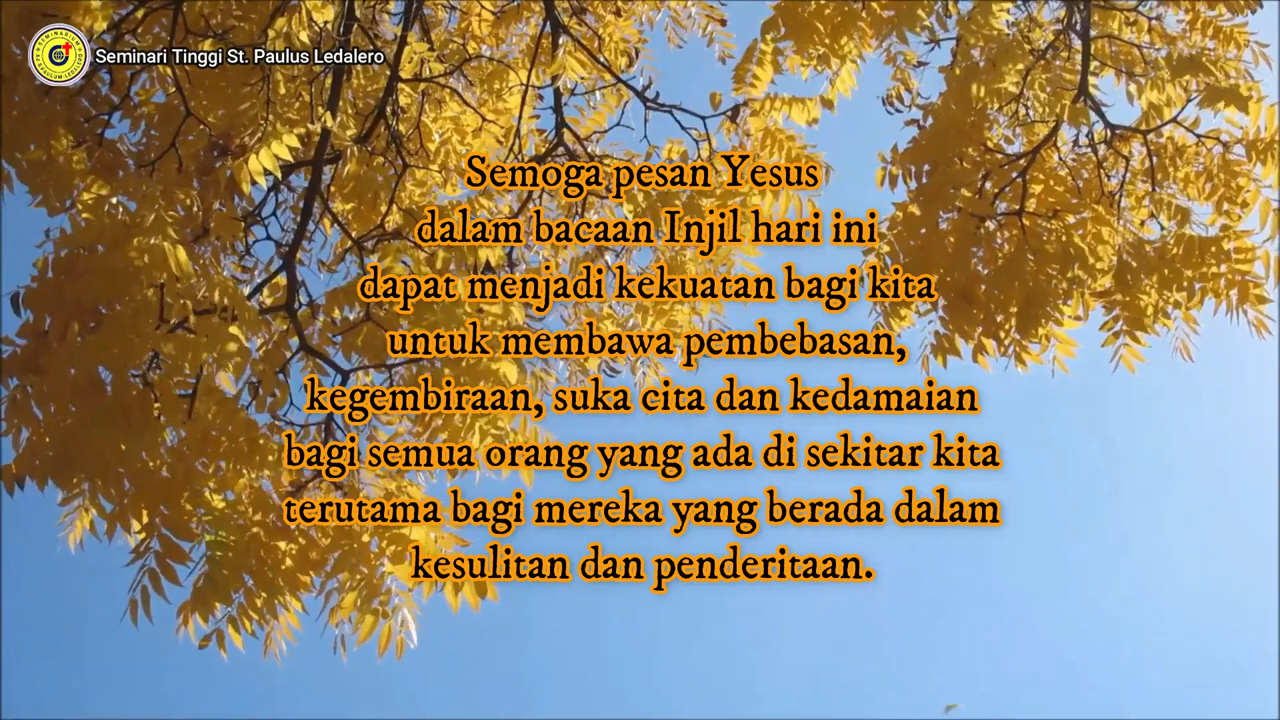 Seminari Tinggi St. Paulus Ledalero
Semoga pesan Yesus
dalam bacaan Injil hari ini
dapat menjadi kekuatan bagi kita
untuk membawa pembebasan,
kegembiraan, suka cita dan kedamaian
bagi semua orang yang ada di sekitar kita
terutama bagi mereka yang berada dalam
kesulitan dan penderitaan.